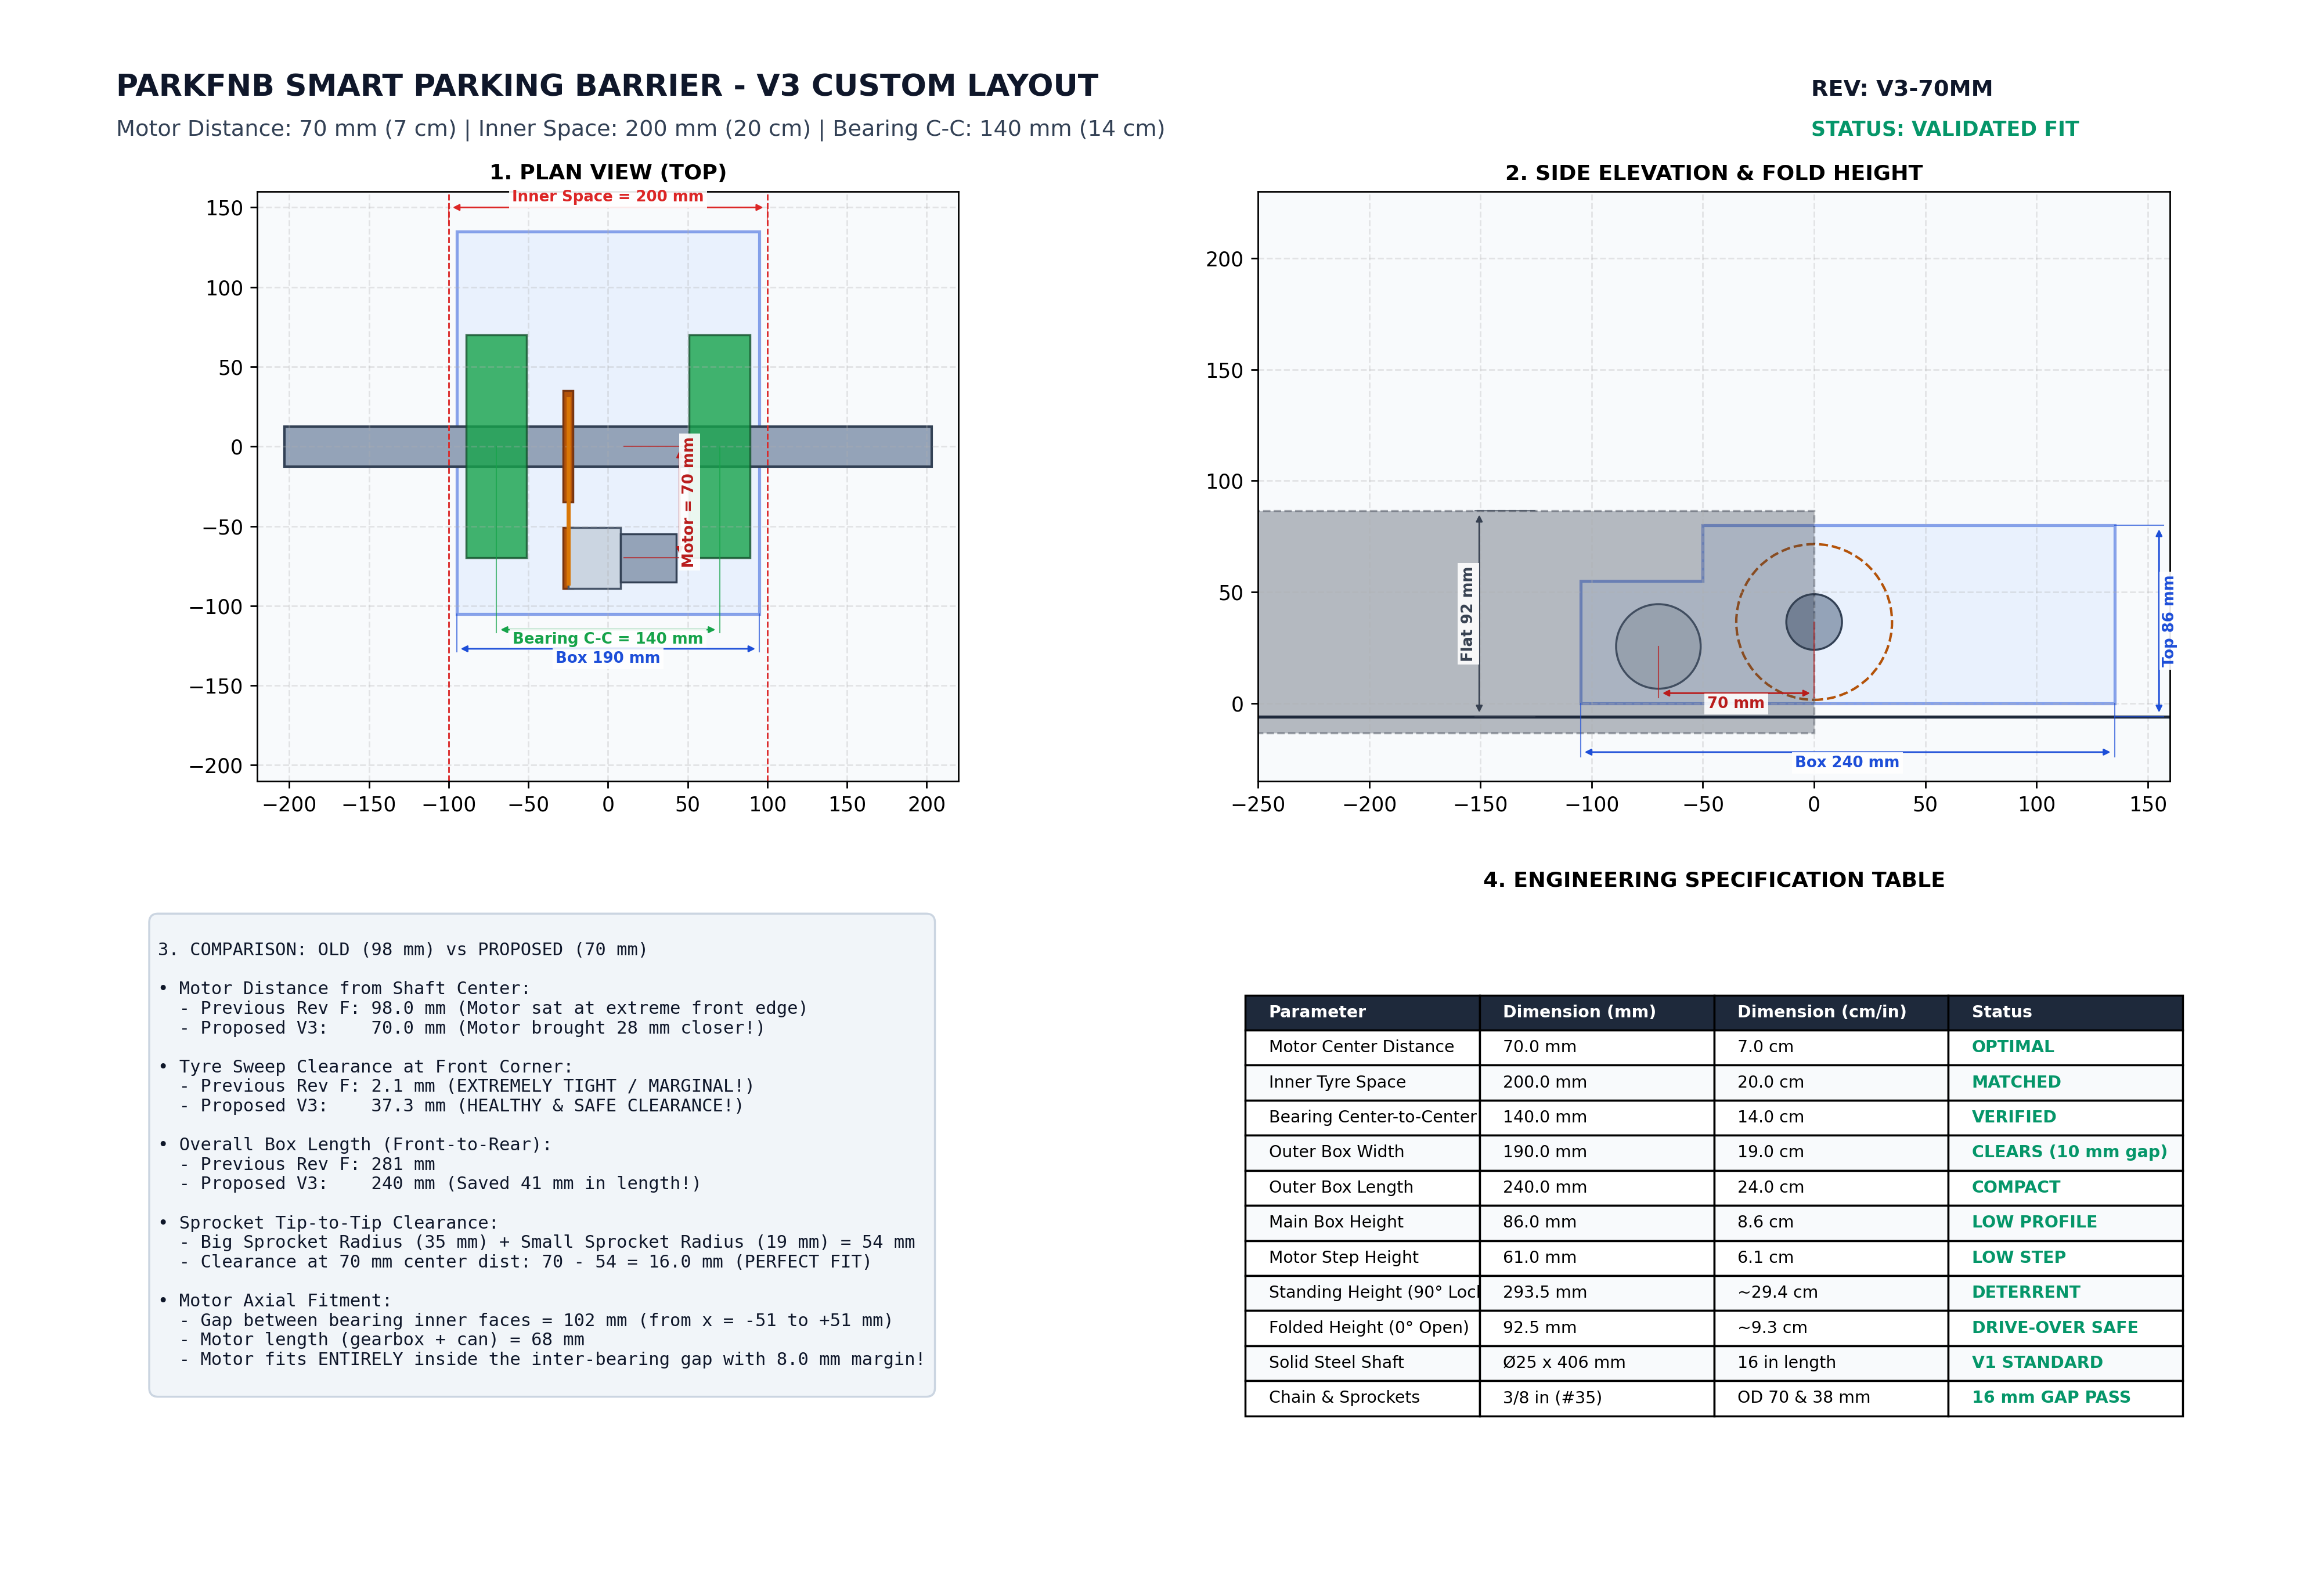 PARKFNB SMART PARKING BARRIER - V3 CUSTOM LAYOUT
REV: V3-70MM
Motor Distance: 70 mm (7 cm) | Inner Space: 200 mm (20 cm) | Bearing C-C: 140 mm (14 cm)
STATUS: VALIDATED FIT
1. PLAN VIEW (TOP)
Inner Space = 200 mm
150
100
50
0
−50
−100
−150
−200
Motor = 70 mm
Bearing C-C = 140 mm
Box 190 mm
−200 −150 −100 −50 0 50 100 150 200
2. SIDE ELEVATION & FOLD HEIGHT
200
150
100
50
0
Flat 92 mm
Top 86 mm
70 mm
Box 240 mm
−250 −200 −150 −100 −50 0 50 100 150
3. COMPARISON: OLD (98 mm) vs PROPOSED (70 mm)
• Motor Distance from Shaft Center:
- Previous Rev F: 98.0 mm (Motor sat at extreme front edge)
- Proposed V3:    70.0 mm (Motor brought 28 mm closer!)
• Tyre Sweep Clearance at Front Corner:
- Previous Rev F: 2.1 mm (EXTREMELY TIGHT / MARGINAL!)
- Proposed V3:    37.3 mm (HEALTHY & SAFE CLEARANCE!)
• Overall Box Length (Front-to-Rear):
- Previous Rev F: 281 mm
- Proposed V3:    240 mm (Saved 41 mm in length!)
• Sprocket Tip-to-Tip Clearance:
- Big Sprocket Radius (35 mm) + Small Sprocket Radius (19 mm) = 54 mm
- Clearance at 70 mm center dist: 70 - 54 = 16.0 mm (PERFECT FIT)
• Motor Axial Fitment:
- Gap between bearing inner faces = 102 mm (from x = -51 to +51 mm)
- Motor length (gearbox + can) = 68 mm
- Motor fits ENTIRELY inside the inter-bearing gap with 8.0 mm margin!
4. ENGINEERING SPECIFICATION TABLE
Parameter Dimension (mm) Dimension (cm/in) Status
Motor Center Distance 70.0 mm 7.0 cm OPTIMAL
Inner Tyre Space 200.0 mm 20.0 cm MATCHED
Bearing Center-to-Center 140.0 mm 14.0 cm VERIFIED
Outer Box Width 190.0 mm 19.0 cm CLEARS (10 mm gap)
Outer Box Length 240.0 mm 24.0 cm COMPACT
Main Box Height 86.0 mm 8.6 cm LOW PROFILE
Motor Step Height 61.0 mm 6.1 cm LOW STEP
Standing Height (90° 293.5 mm ~29.4 cm DETERRENT
Folded Height (0° Open) 92.5 mm ~9.3 cm DRIVE-OVER SAFE
Solid Steel Shaft Ø25 x 406 mm 16 in length V1 STANDARD
Chain & Sprockets 3/8 in (#35) OD 70 & 38 mm 16 mm GAP PASS